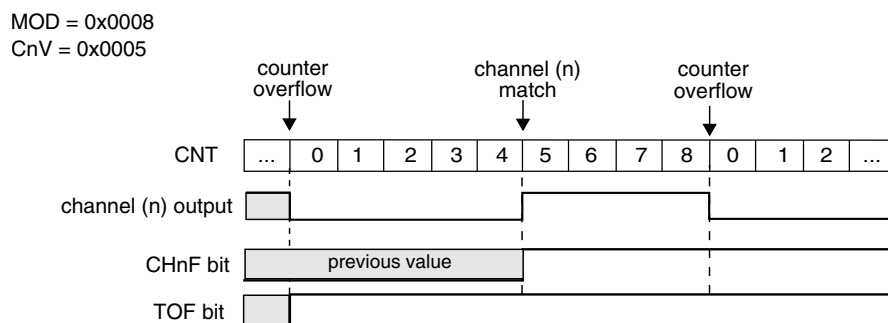 MOD = 0x0008
CnV = 0x0005
counter
overflow
channel (n)
match
counter
overflow
CNT ... 0 1 2 3 4 5 6 7 8 0 1 2 ...
channel (n) output
CHnF bit previous value
TOF bit